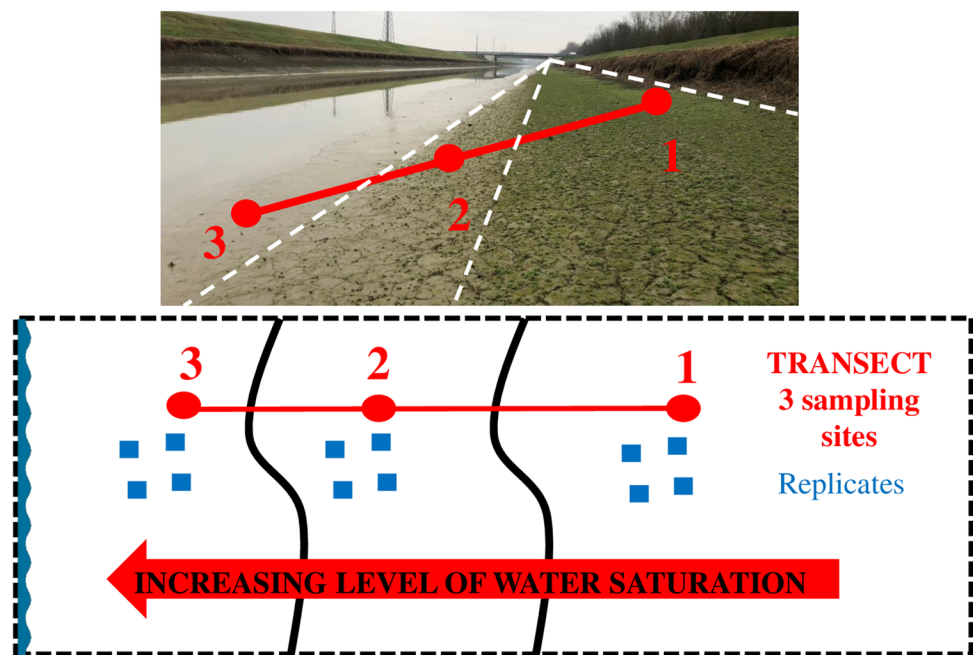 1
2
3
3
2
1
TRANSECT
3 sampling
sites
Replicates
INCREASING LEVEL OF WATER SATURATION